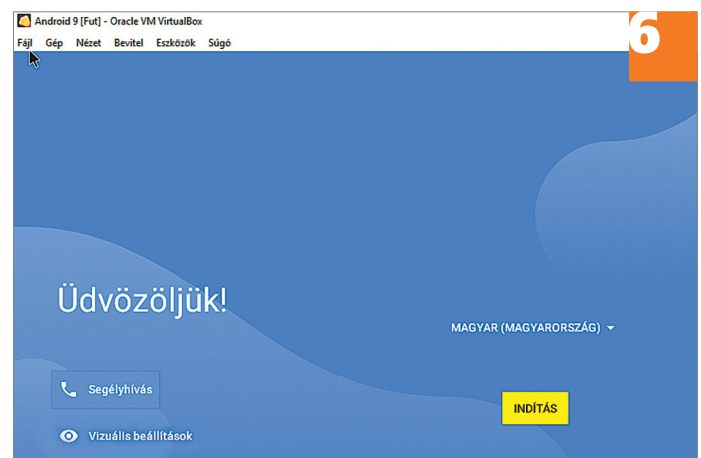 Android 9 [Fut] - Oracle VM VirtualBox
6
Fájl Gép Nézet Bevitel Eszközök Súgó
Üdvözöljük!
MAGYAR (MAGYARORSZÁG)
Segélyhívás
INDÍTÁS
Vizuális beállítások